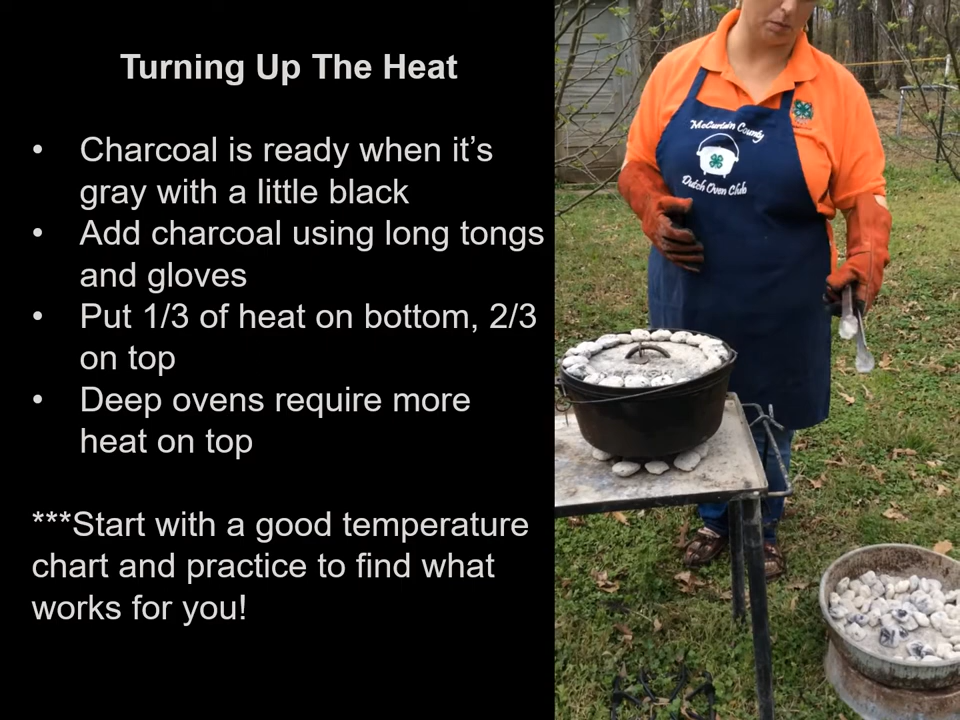 Turning Up The Heat
• Charcoal is ready when it’s
gray with a little black
• Add charcoal using long tongs
and gloves
• Put 1/3 of heat on bottom, 2/3
on top
• Deep ovens require more
heat on top
***Start with a good temperature
chart and practice to find what
works for you!
McCurtain County
Dutch Oven Club